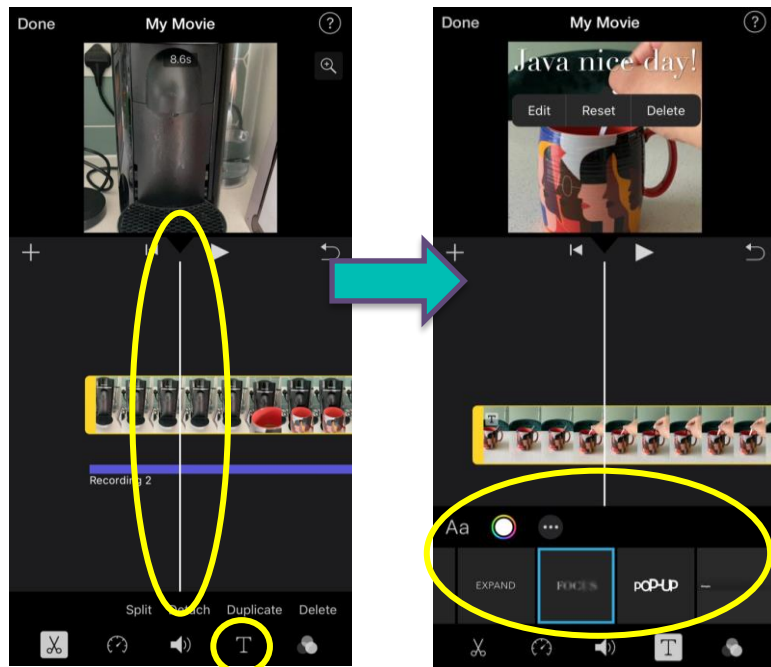 Done My Movie ?
8.6s
Recording 2
Split Detach Duplicate Delete
T
Done My Movie ?
Java nice day!
Edit Reset Delete
T
Aa
EXPAND FOCUS POP-UP
T